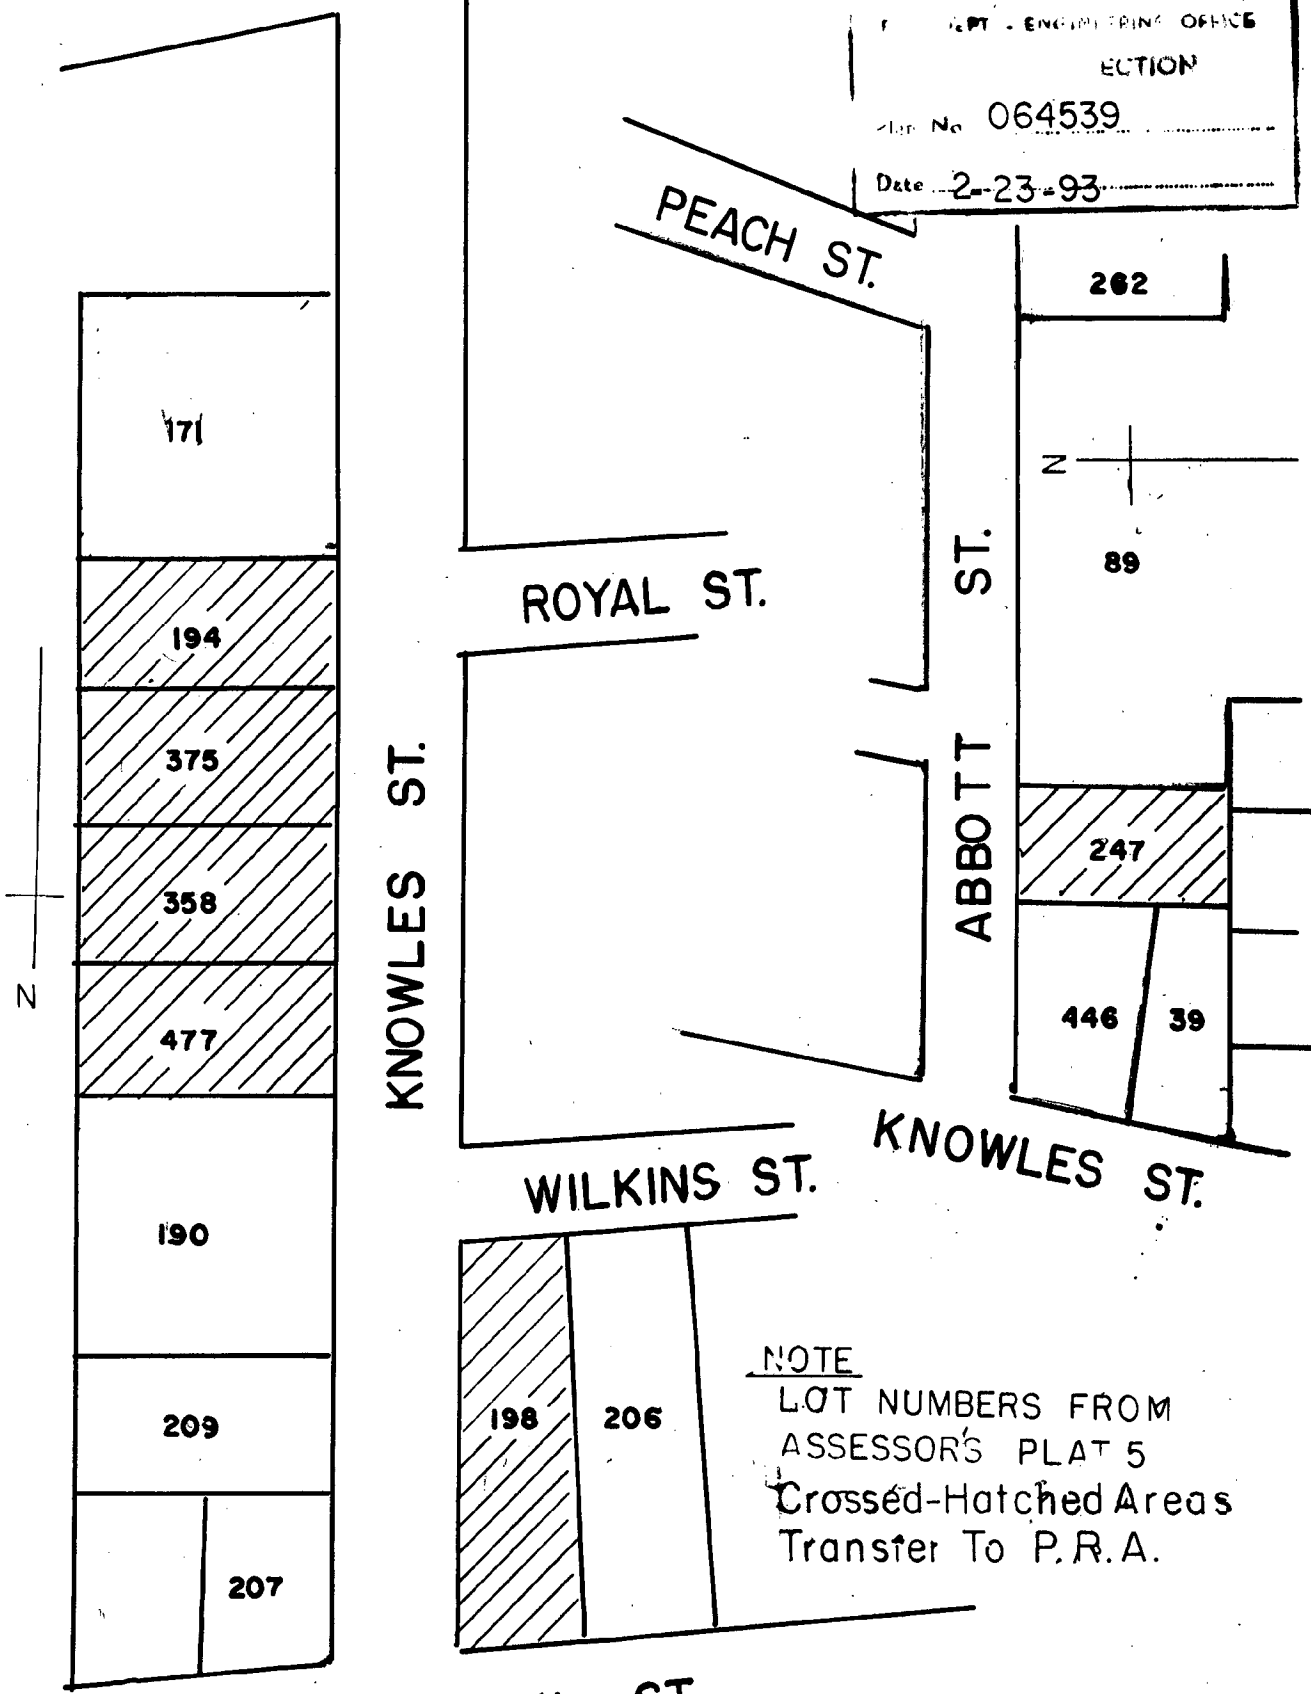 ENGINEERING OFFICE
ECTION
No 064539
Date 2-23-93
PEACH ST.
262
171
N
89
ROYAL ST.
ABBOTT ST.
194
375
KNOWLES ST.
358
247
N
477
446
39
KNOWLES ST.
WILKINS ST.
190
NOTE
LOT NUMBERS FROM
ASSESSOR'S PLAT 5
Crossed-Hatched Areas
Transfer To P.R.A.
209
198
206
207
ST.